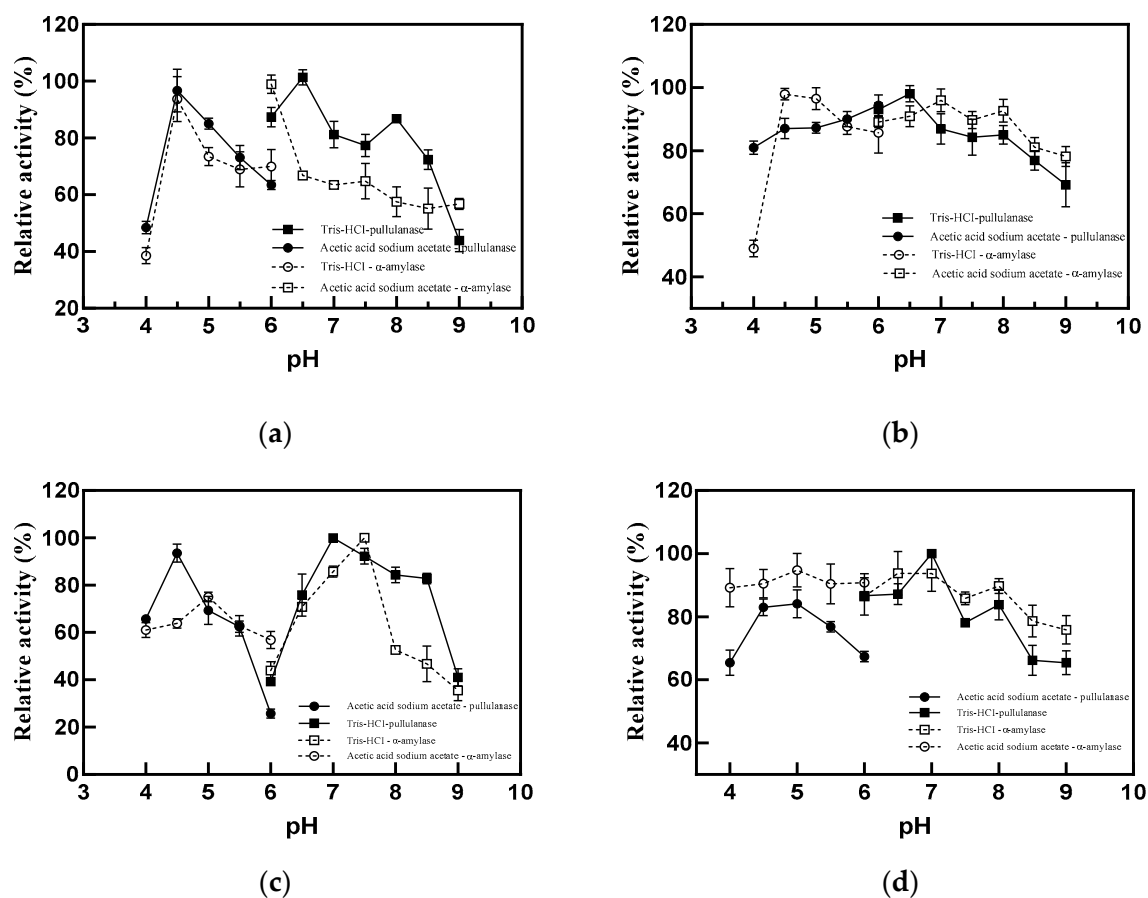 120
100
80
60
40
20
Relative activity (%)
Tris-HCl-pullulanase
Acetic acid sodium acetate - pullulanase
Tris-HCl - α-amylase
Acetic acid sodium acetate - α-amylase
3 4 5 6 7 8 9 10
pH
(a)
120
100
80
60
40
Relative activity (%)
Tris-HCl-pullulanase
Acetic acid sodium acetate - pullulanase
Tris-HCl - α-amylase
Acetic acid sodium acetate - α-amylase
3 4 5 6 7 8 9 10
pH
(b)
120
100
80
60
40
20
0
Relative activity (%)
Acetic acid sodium acetate - pullulanase
Tris-HCl-pullulanase
Tris-HCl - α-amylase
Acetic acid sodium acetate - α-amylase
3 4 5 6 7 8 9 10
pH
(c)
120
100
80
60
40
Relative activity (%)
Acetic acid sodium acetate - pullulanase
Tris-HCl-pullulanase
Tris-HCl - α-amylase
Acetic acid sodium acetate - α-amylase
4 5 6 7 8 9 10
pH
(d)